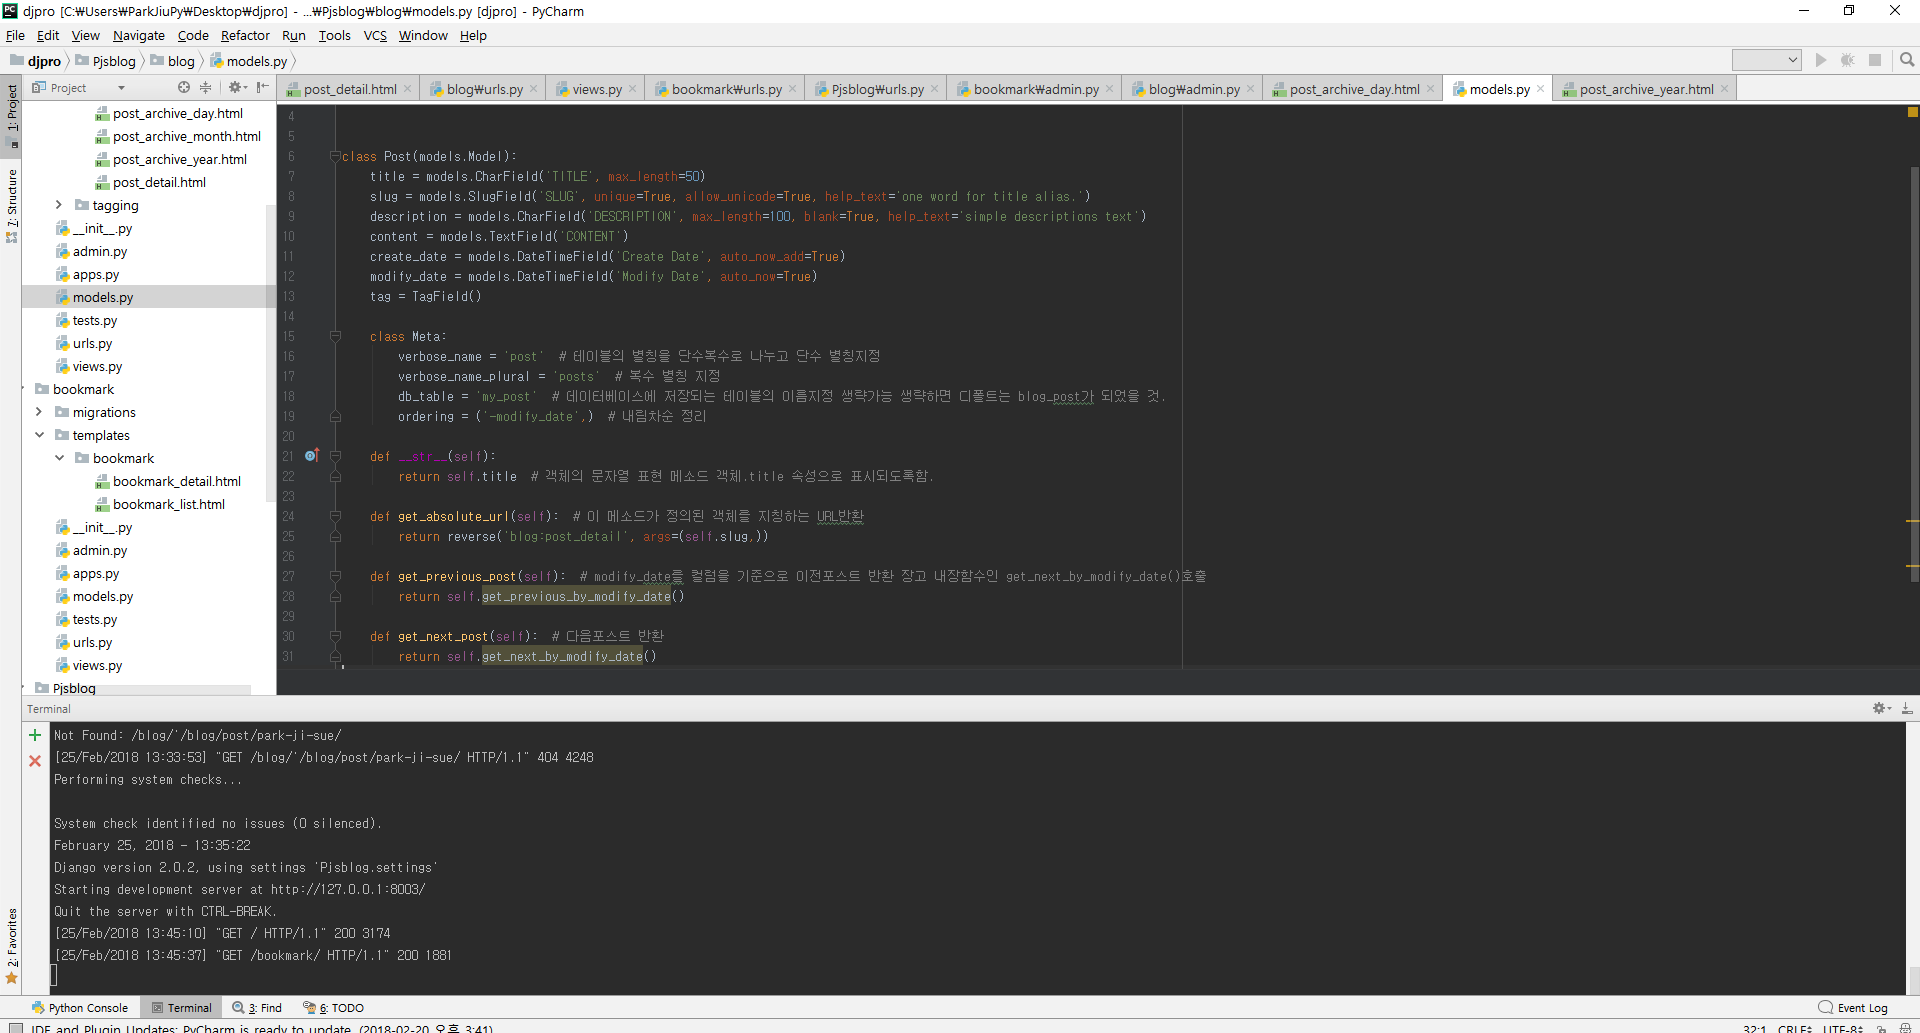 djpro [C:₩Users₩ParkJiuPy₩Desktop₩djpro] - ...₩Pjsblog₩blog₩models.py [djpro] - PyCharm
File Edit View Navigate Code Refactor Run Tools VCS Window Help
djpro Pjsblog blog models.py
Project
post_detail.html blog₩urls.py views.py bookmark₩urls.py Pjsblog₩urls.py bookmark₩admin.py blog₩admin.py post_archive_day.html models.py post_archive_year.html
1: Project
7: Structure
2: Favorites
post_archive_day.html
post_archive_month.html
post_archive_year.html
post_detail.html
tagging
__init__.py
admin.py
apps.py
models.py
tests.py
urls.py
views.py
bookmark
migrations
templates
bookmark
bookmark_detail.html
bookmark_list.html
__init__.py
admin.py
apps.py
models.py
tests.py
urls.py
views.py
Pjsblog
4
5
6 class Post(models.Model):
7 title = models.CharField('TITLE', max_length=50)
8 slug = models.SlugField('SLUG', unique=True, allow_unicode=True, help_text='one word for title alias.')
9 description = models.CharField('DESCRIPTION', max_length=100, blank=True, help_text='simple descriptions text')
10 content = models.TextField('CONTENT')
11 create_date = models.DateTimeField('Create Date', auto_now_add=True)
12 modify_date = models.DateTimeField('Modify Date', auto_now=True)
13 tag = TagField()
14
15 class Meta:
16 verbose_name = 'post' # 테이블의 별칭을 단수복수로 나누고 단수 별칭지정
17 verbose_name_plural = 'posts' # 복수 별칭 지정
18 db_table = 'my_post' # 데이터베이스에 저장되는 테이블의 이름지정 생략가능 생략하면 디폴트는 blog_post가 되었을 것.
19 ordering = ('-modify_date',) # 내림차순 정리
20
21 def __str__(self):
22 return self.title # 객체의 문자열 표현 메소드 객체.title 속성으로 표시되도록함.
23
24 def get_absolute_url(self): # 이 메소드가 정의된 객체를 지칭하는 URL반환
25 return reverse('blog:post_detail', args=(self.slug,))
26
27 def get_previous_post(self): # modify_date를 컬럼을 기준으로 이전포스트 반환 장고 내장함수인 get_next_by_modify_date()호출
28 return self.get_previous_by_modify_date()
29
30 def get_next_post(self): # 다음포스트 반환
31 return self.get_next_by_modify_date()
Terminal
Not Found: /blog/'/blog/post/park-ji-sue/
[25/Feb/2018 13:33:53] "GET /blog/'/blog/post/park-ji-sue/ HTTP/1.1" 404 4248
Performing system checks...
System check identified no issues (0 silenced).
February 25, 2018 - 13:35:22
Django version 2.0.2, using settings 'Pjsblog.settings'
Starting development server at http://127.0.0.1:8003/
Quit the server with CTRL-BREAK.
[25/Feb/2018 13:45:10] "GET / HTTP/1.1" 200 3174
[25/Feb/2018 13:45:37] "GET /bookmark/ HTTP/1.1" 200 1881
Python Console Terminal 3: Find 6: TODO Event Log
IDE and Plugin Updates: PyCharm is ready to update. (2018-02-20 오후 3:41) 32:1 CRLF UTF-8